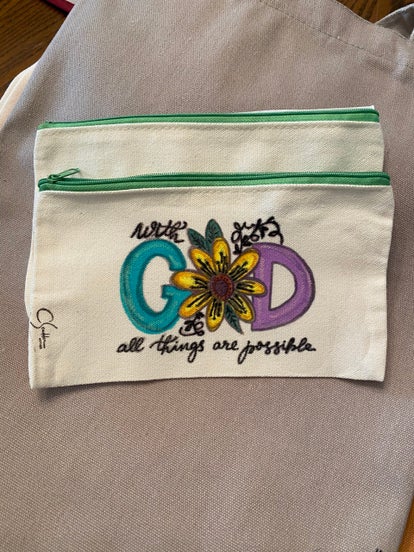 with
GOD
all things are possible